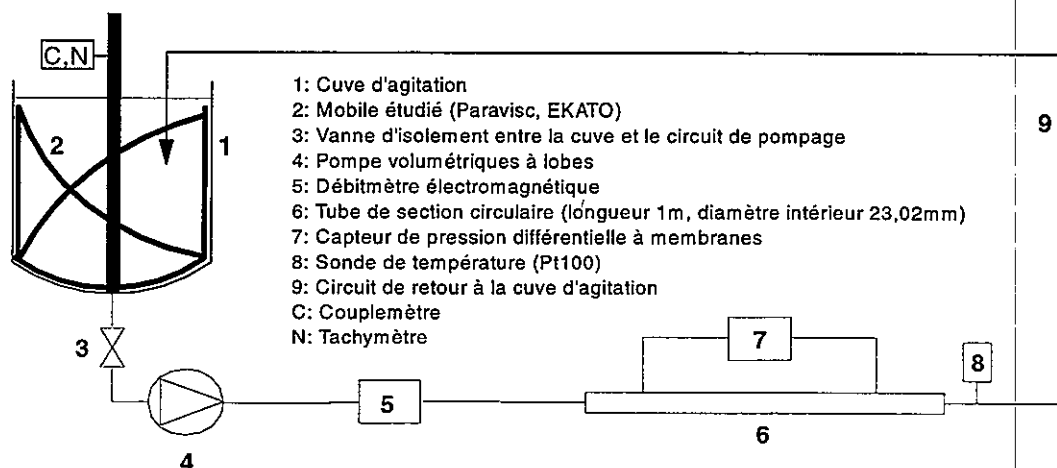 C,N
1: Cuve d'agitation
2: Mobile étudié (Paravisc, EKATO)
3: Vanne d'isolement entre la cuve et le circuit de pompage
4: Pompe volumétriques à lobes
5: Débitmètre électromagnétique
6: Tube de section circulaire (longueur 1m, diamètre intérieur 23,02mm)
7: Capteur de pression différentielle à membranes
8: Sonde de température (Pt100)
9: Circuit de retour à la cuve d'agitation
C: Couplemètre
N: Tachymètre
2
1
9
3
7
8
5
6
4